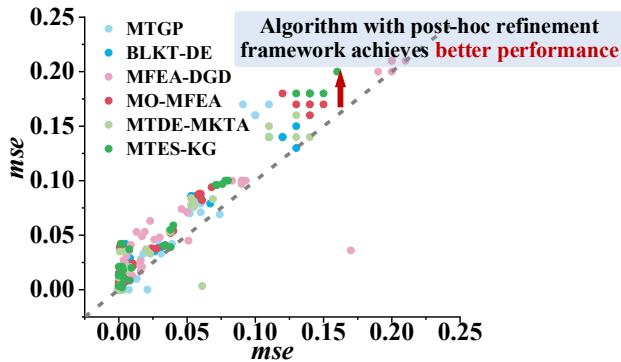 Algorithm with post-hoc refinement
framework achieves better performance
MTGP
BLKT-DE
MFEA-DGD
MO-MFEA
MTDE-MKTA
MTES-KG
mse
0.20
0.15
0.10
0.05
0.00
0.00 0.05 0.10 0.15 0.20 0.25
mse